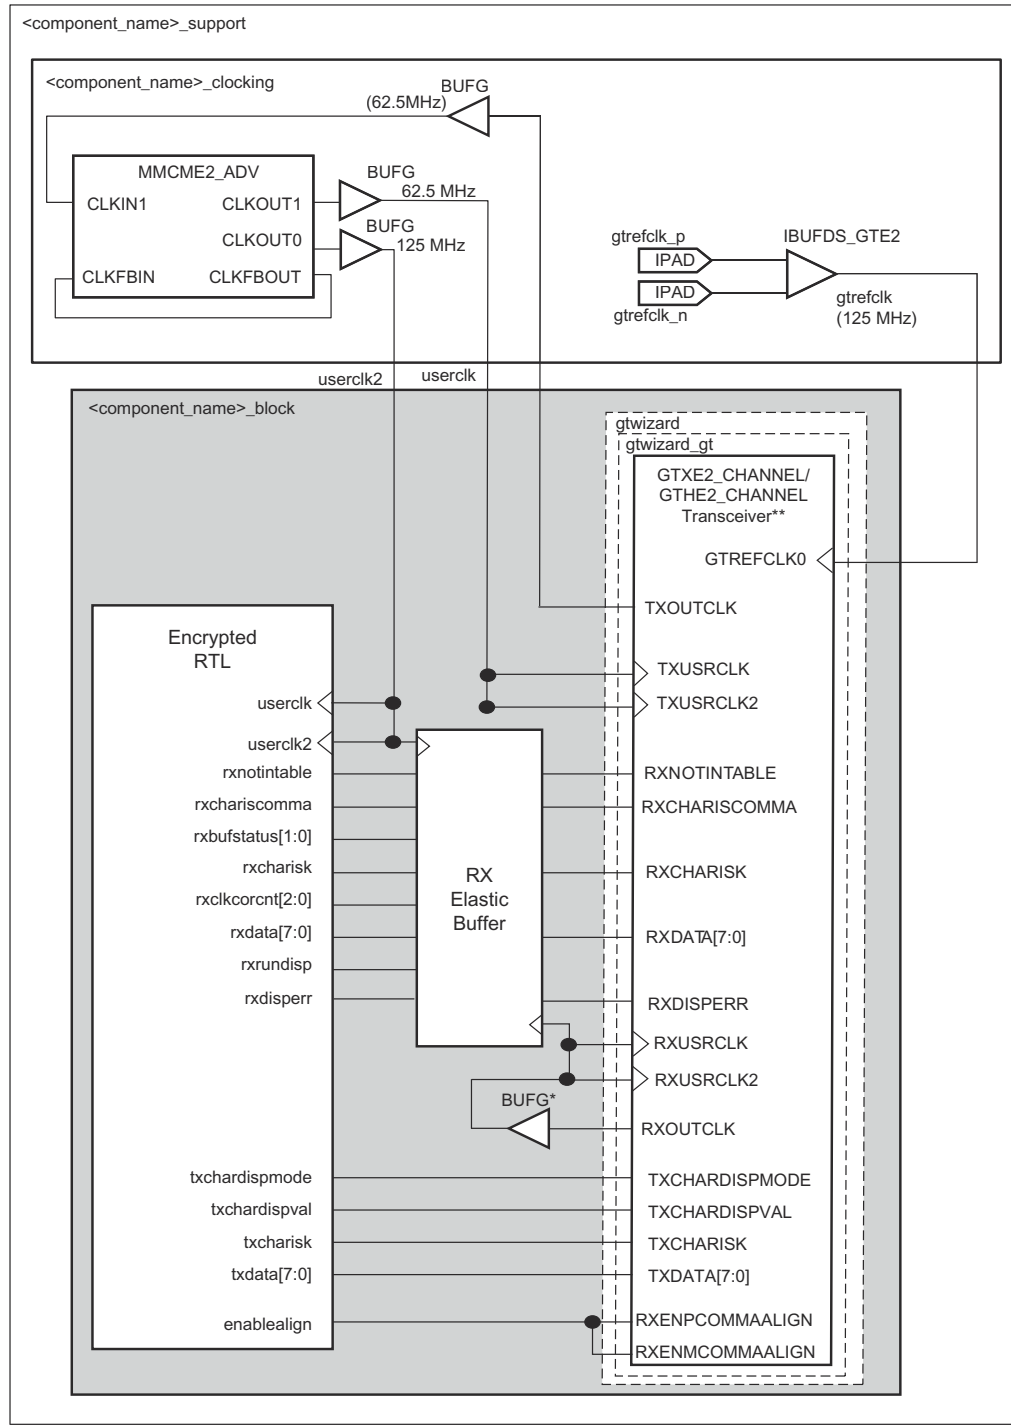 <component_name>_support
<component_name>_clocking
BUFG
(62.5MHz)
MMCME2_ADV
CLKIN1
CLKOUT1
CLKOUT0
CLKFBIN
CLKFBOUT
BUFG
62.5 MHz
BUFG
125 MHz
gtrefclk_p
IPAD
IPAD
gtrefclk_n
IBUFDS_GTE2
gtrefclk
(125 MHz)
userclk2
userclk
<component_name>_block
gtwizard
gtwizard_gt
GTXE2_CHANNEL/
GTHE2_CHANNEL
Transceiver**
GTREFCLK0
TXOUTCLK
TXUSRCLK
TXUSRCLK2
RXNOTINTABLE
RXCHARISCOMMA
RXCHARISK
RXDATA[7:0]
RXDISPERR
RXUSRCLK
RXUSRCLK2
RXOUTCLK
TXCHARDISPMODE
TXCHARDISPVAL
TXCHARISK
TXDATA[7:0]
RXENPCOMMAALIGN
RXENMCOMMAALIGN
Encrypted
RTL
userclk
userclk2
rxnotintable
rxchariscomma
rxbufstatus[1:0]
rxcharisk
rxclkcorcnt[2:0]
rxdata[7:0]
rxrundisp
rxdisperr
txchardispmode
txchardispval
txcharisk
txdata[7:0]
enablealign
RX
Elastic
Buffer
BUFG*